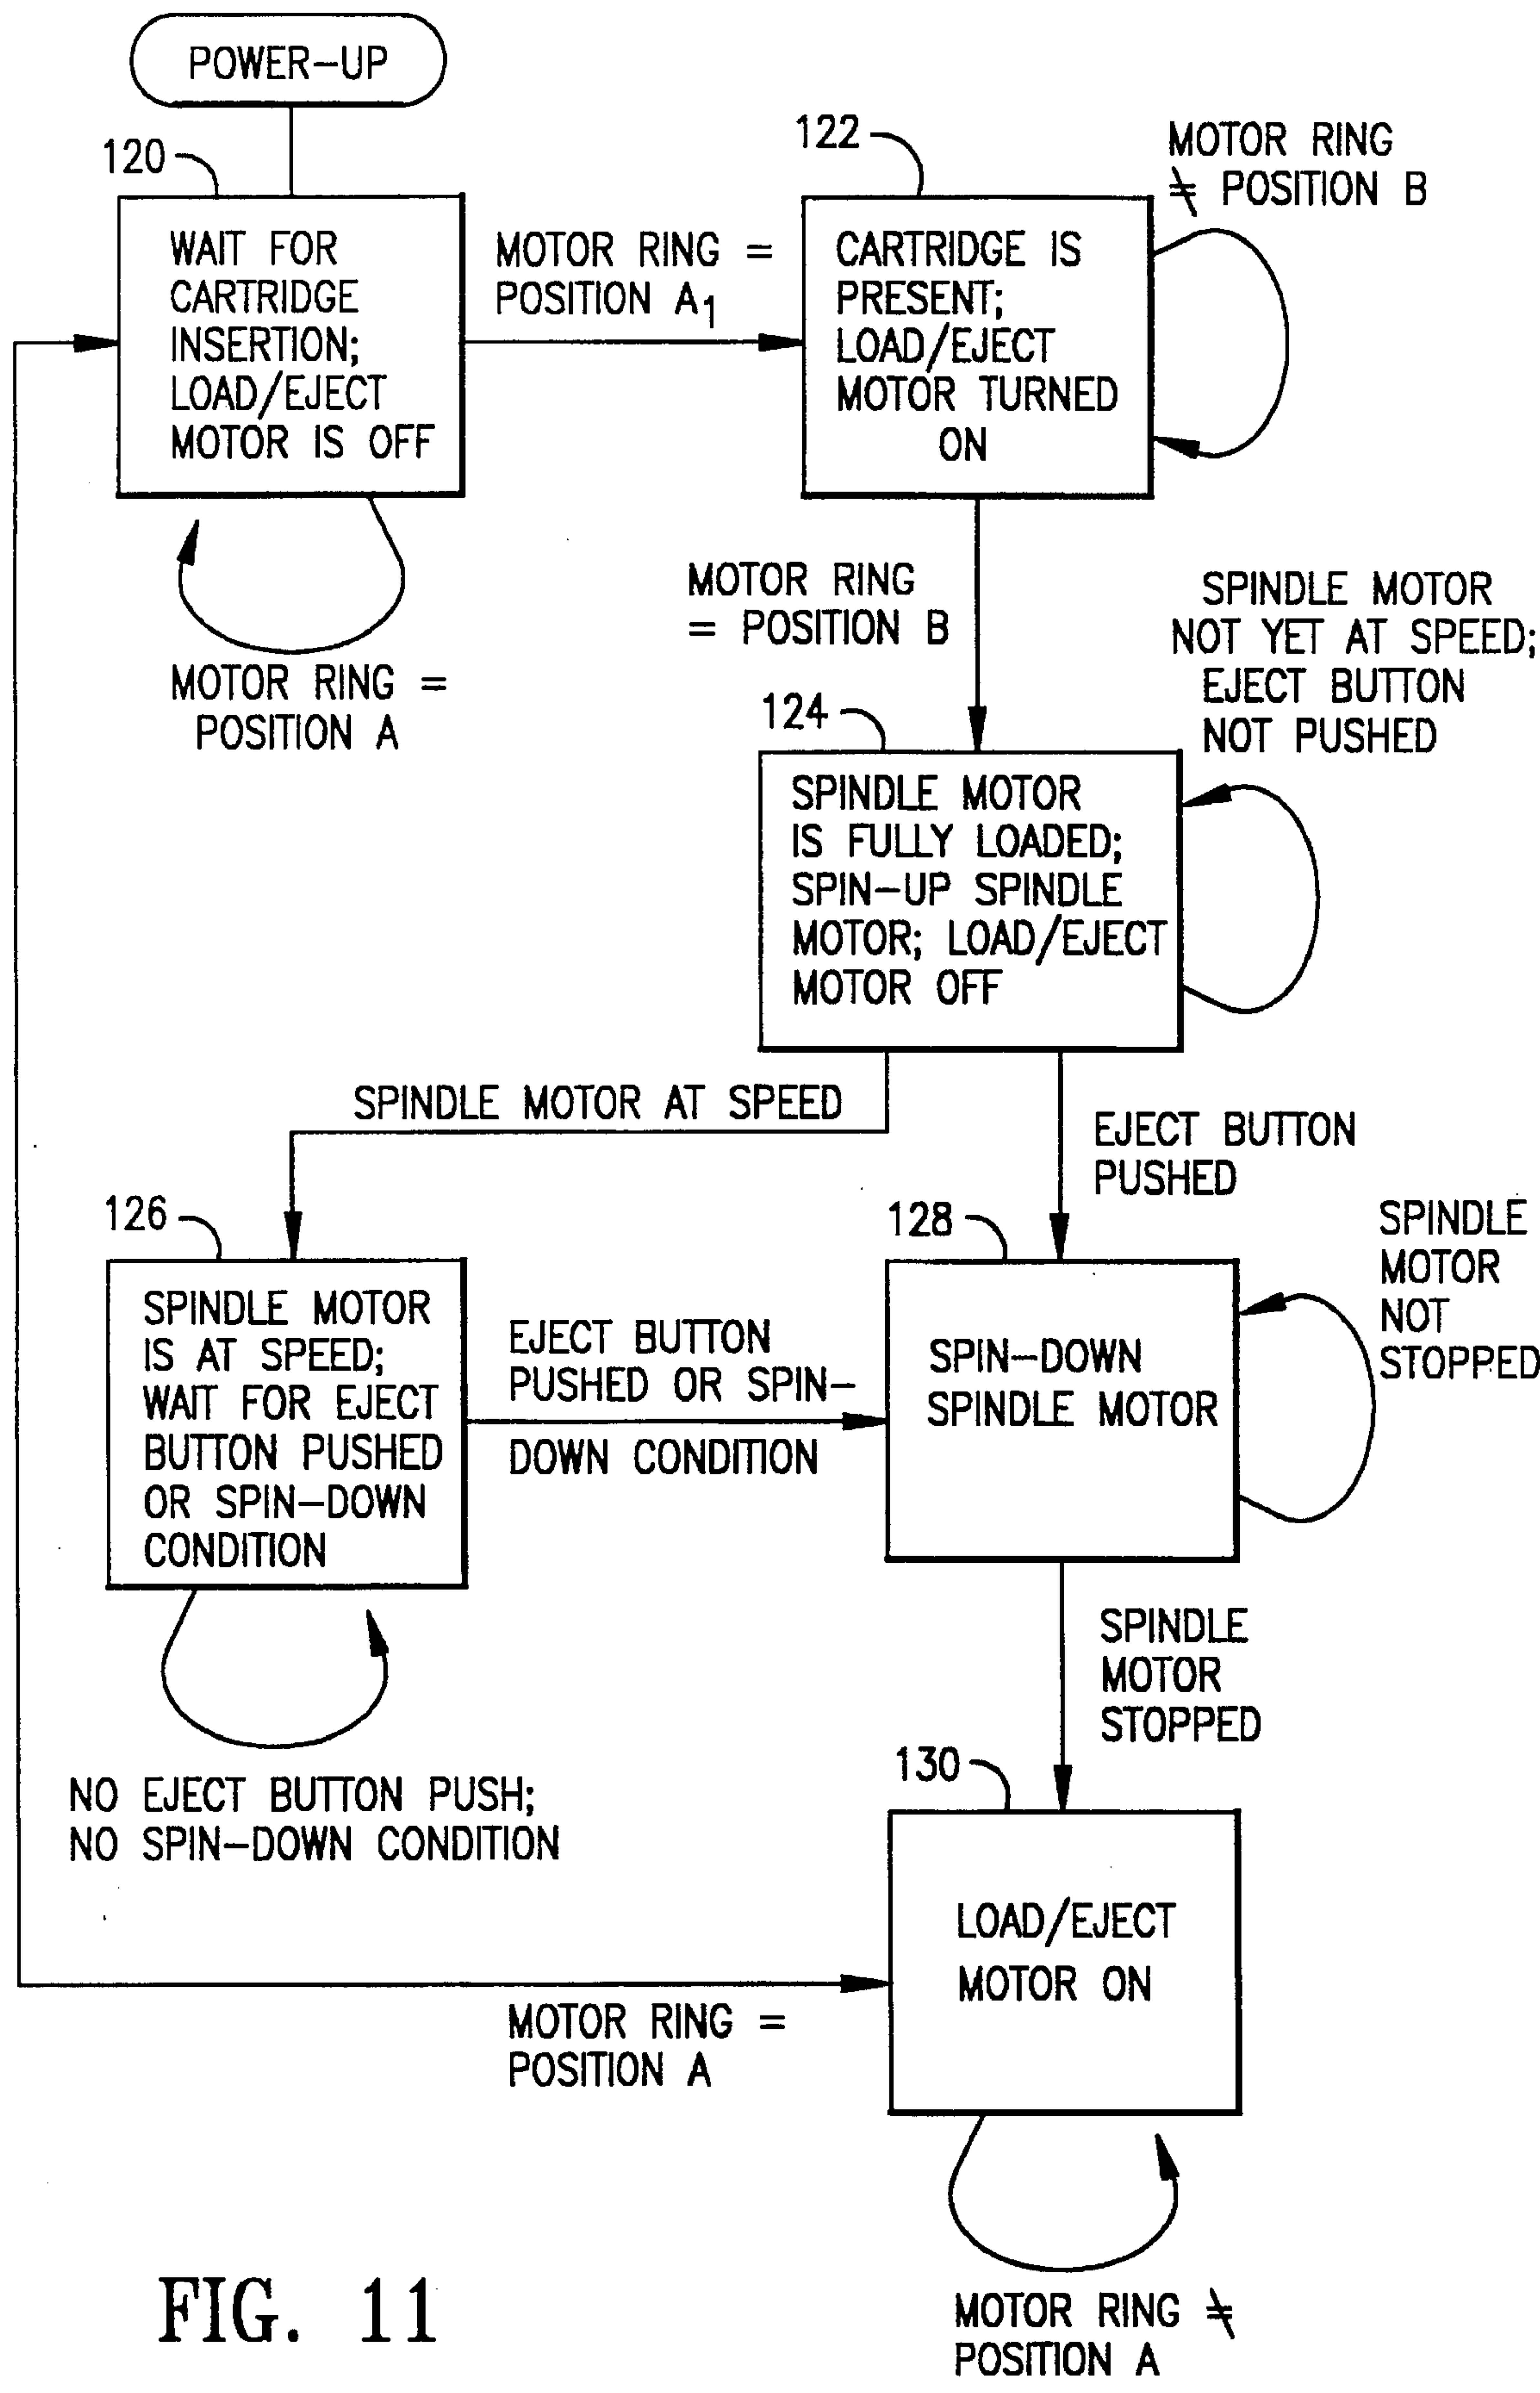 POWER-UP
120
WAIT FOR
CARTRIDGE
INSERTION;
LOAD/EJECT
MOTOR IS OFF
MOTOR RING =
POSITION A1
122
CARTRIDGE IS
PRESENT;
LOAD/EJECT
MOTOR TURNED
ON
MOTOR RING
≠ POSITION B
MOTOR RING =
POSITION A
MOTOR RING
= POSITION B
124
SPINDLE MOTOR
IS FULLY LOADED;
SPIN-UP SPINDLE
MOTOR; LOAD/EJECT
MOTOR OFF
SPINDLE MOTOR
NOT YET AT SPEED;
EJECT BUTTON
NOT PUSHED
SPINDLE MOTOR AT SPEED
EJECT BUTTON
PUSHED
126
SPINDLE MOTOR
IS AT SPEED;
WAIT FOR EJECT
BUTTON PUSHED
OR SPIN-DOWN
CONDITION
EJECT BUTTON
PUSHED OR SPIN-
DOWN CONDITION
128
SPIN-DOWN
SPINDLE MOTOR
SPINDLE
MOTOR
NOT
STOPPED
NO EJECT BUTTON PUSH;
NO SPIN-DOWN CONDITION
SPINDLE
MOTOR
STOPPED
130
LOAD/EJECT
MOTOR ON
MOTOR RING =
POSITION A
MOTOR RING ≠
POSITION A
FIG. 11